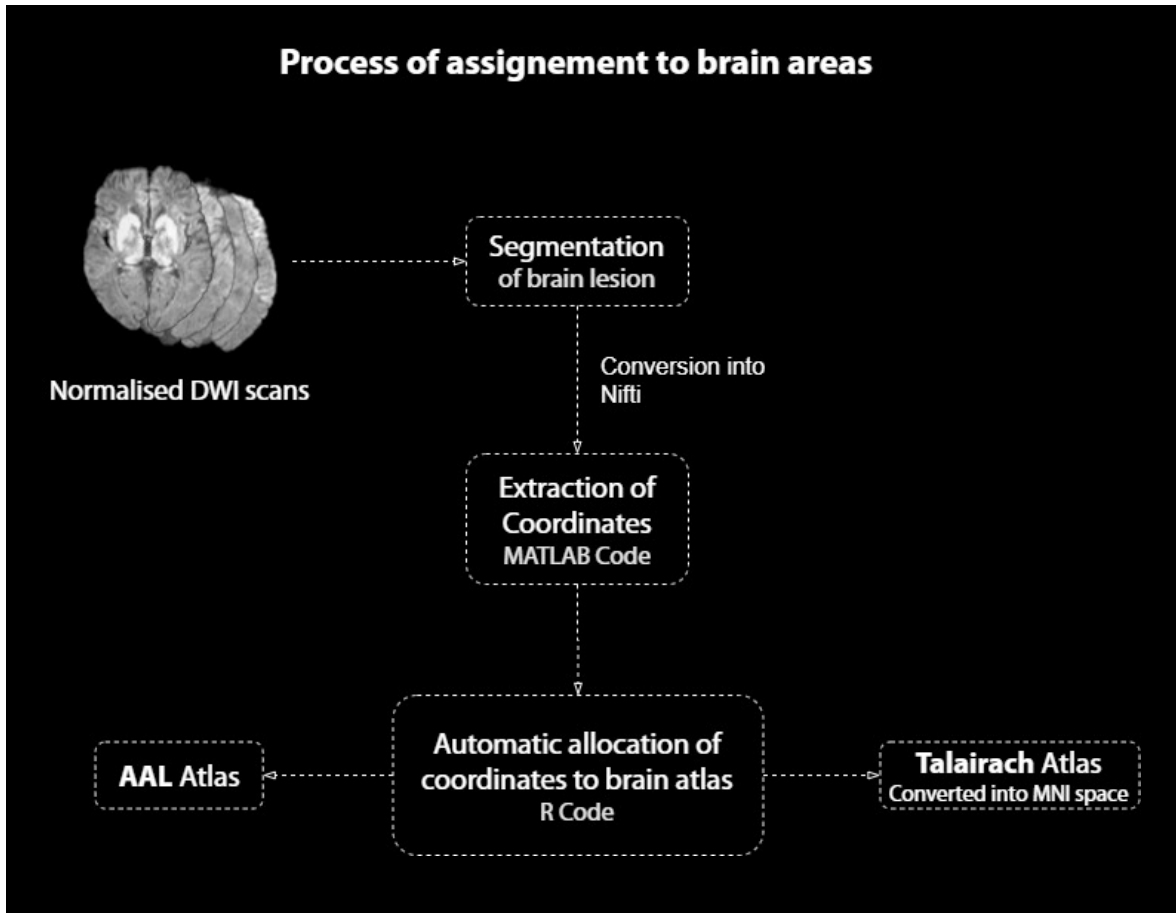 Process of assignement to brain areas
Normalised DWI scans
Segmentation
of brain lesion
Conversion into
Nifti
Extraction of
Coordinates
MATLAB Code
Automatic allocation of
coordinates to brain atlas
R Code
AAL Atlas
Talairach Atlas
Converted into MNI space